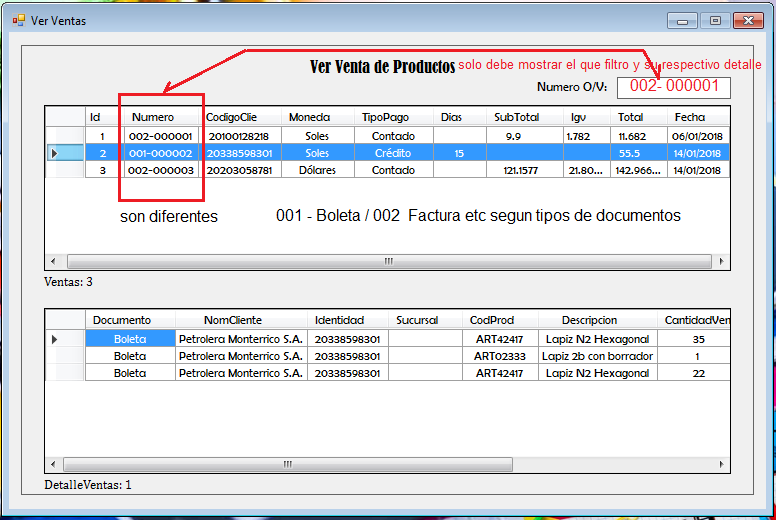 Ver Ventas
Ver Venta de Productos solo debe mostrar el que filtro y su respectivo detalle
Numero O/V: 002- 000001
Id Numero CodigoClie Moneda TipoPago Dias SubTotal Igv Total Fecha
1 002-000001 20100128218 Soles Contado 9.9 1.782 11.682 06/01/2018
2 001-000002 20338598301 Soles Crédito 15 55.5 14/01/2018
3 002-000003 20203058781 Dólares Contado 121.1577 21.80... 142.966... 14/01/2018
son diferentes 001 - Boleta / 002 Factura etc segun tipos de documentos
Ventas: 3
Documento NomCliente Identidad Sucursal CodProd Descripcion CantidadVen
Boleta Petrolera Monterrico S.A. 20338598301 ART42417 Lapiz N2 Hexagonal 35
Boleta Petrolera Monterrico S.A. 20338598301 ART02333 Lapiz 2b con borrador 1
Boleta Petrolera Monterrico S.A. 20338598301 ART42417 Lapiz N2 Hexagonal 22
DetalleVentas: 1